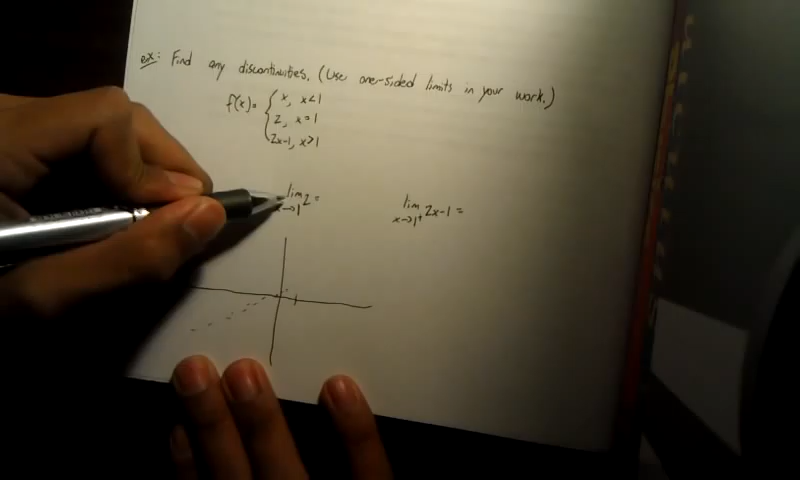 ex: Find any discontinuities. (Use one-sided limits in your work.)
f(x)= { x, x<1
2, x=1
2x-1, x>1
lim 2 = lim 2x-1 =
x→1 x→1⁺